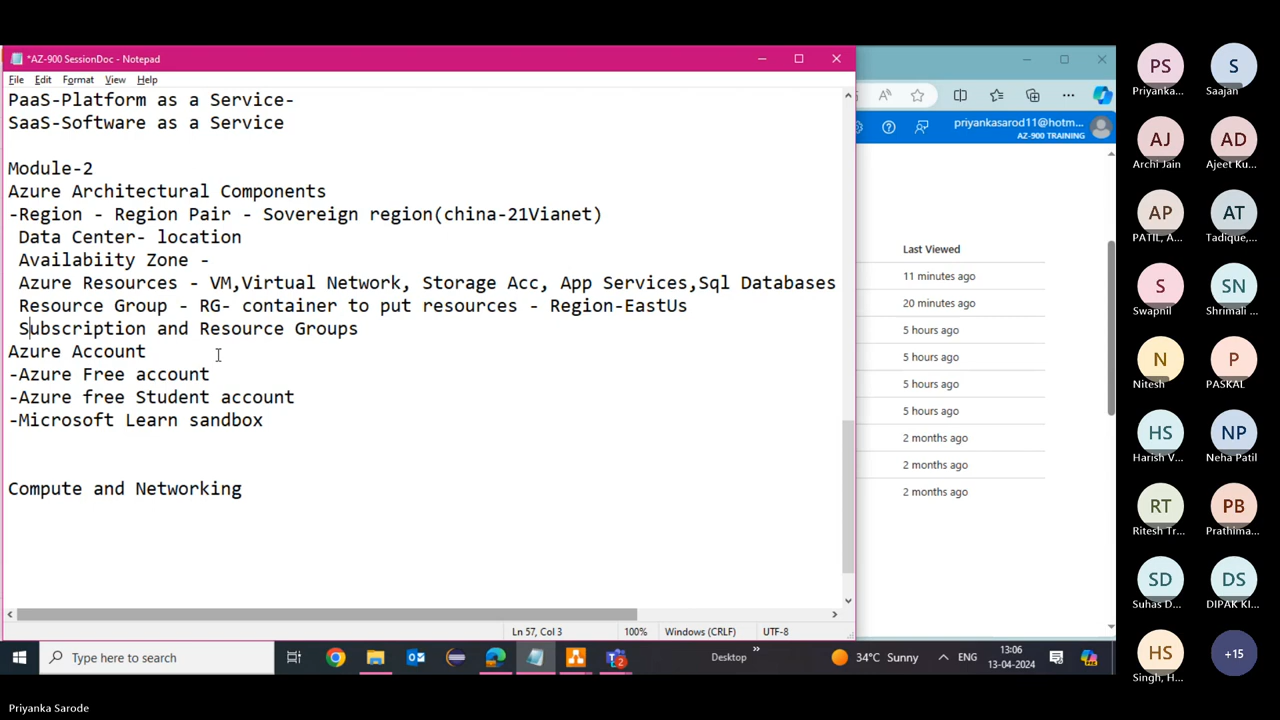 *AZ-900 SessionDoc - Notepad
File Edit Format View Help
PaaS-Platform as a Service-
SaaS-Software as a Service
Module-2
Azure Architectural Components
-Region - Region Pair - Sovereign region(china-21Vianet)
Data Center- location
Availabiity Zone -
Azure Resources - VM,Virtual Network, Storage Acc, App Services,Sql Databases
Resource Group - RG- container to put resources - Region-EastUs
Subscription and Resource Groups
Azure Account
-Azure Free account
-Azure free Student account
-Microsoft Learn sandbox
Compute and Networking
Ln 57, Col 3 100% Windows (CRLF) UTF-8
priyankasarod11@hotm...
AZ-900 TRAINING
Last Viewed
11 minutes ago
20 minutes ago
5 hours ago
5 hours ago
5 hours ago
5 hours ago
2 months ago
2 months ago
2 months ago
Type here to search
2
Desktop
34°C Sunny
ENG
13:06
13-04-2024
PS S
Priyanka... Saajan
AJ AD
Archi Jain Ajeet Ku...
AP AT
PATIL, A... Tadique,...
S SN
Swapnil Shrimali ...
N P
Nitesh PASKAL
HS NP
Harish V... Neha Patil
RT PB
Ritesh Tr... Prathima...
SD DS
Suhas D... DIPAK KI...
HS +15
Singh, H...
Priyanka Sarode